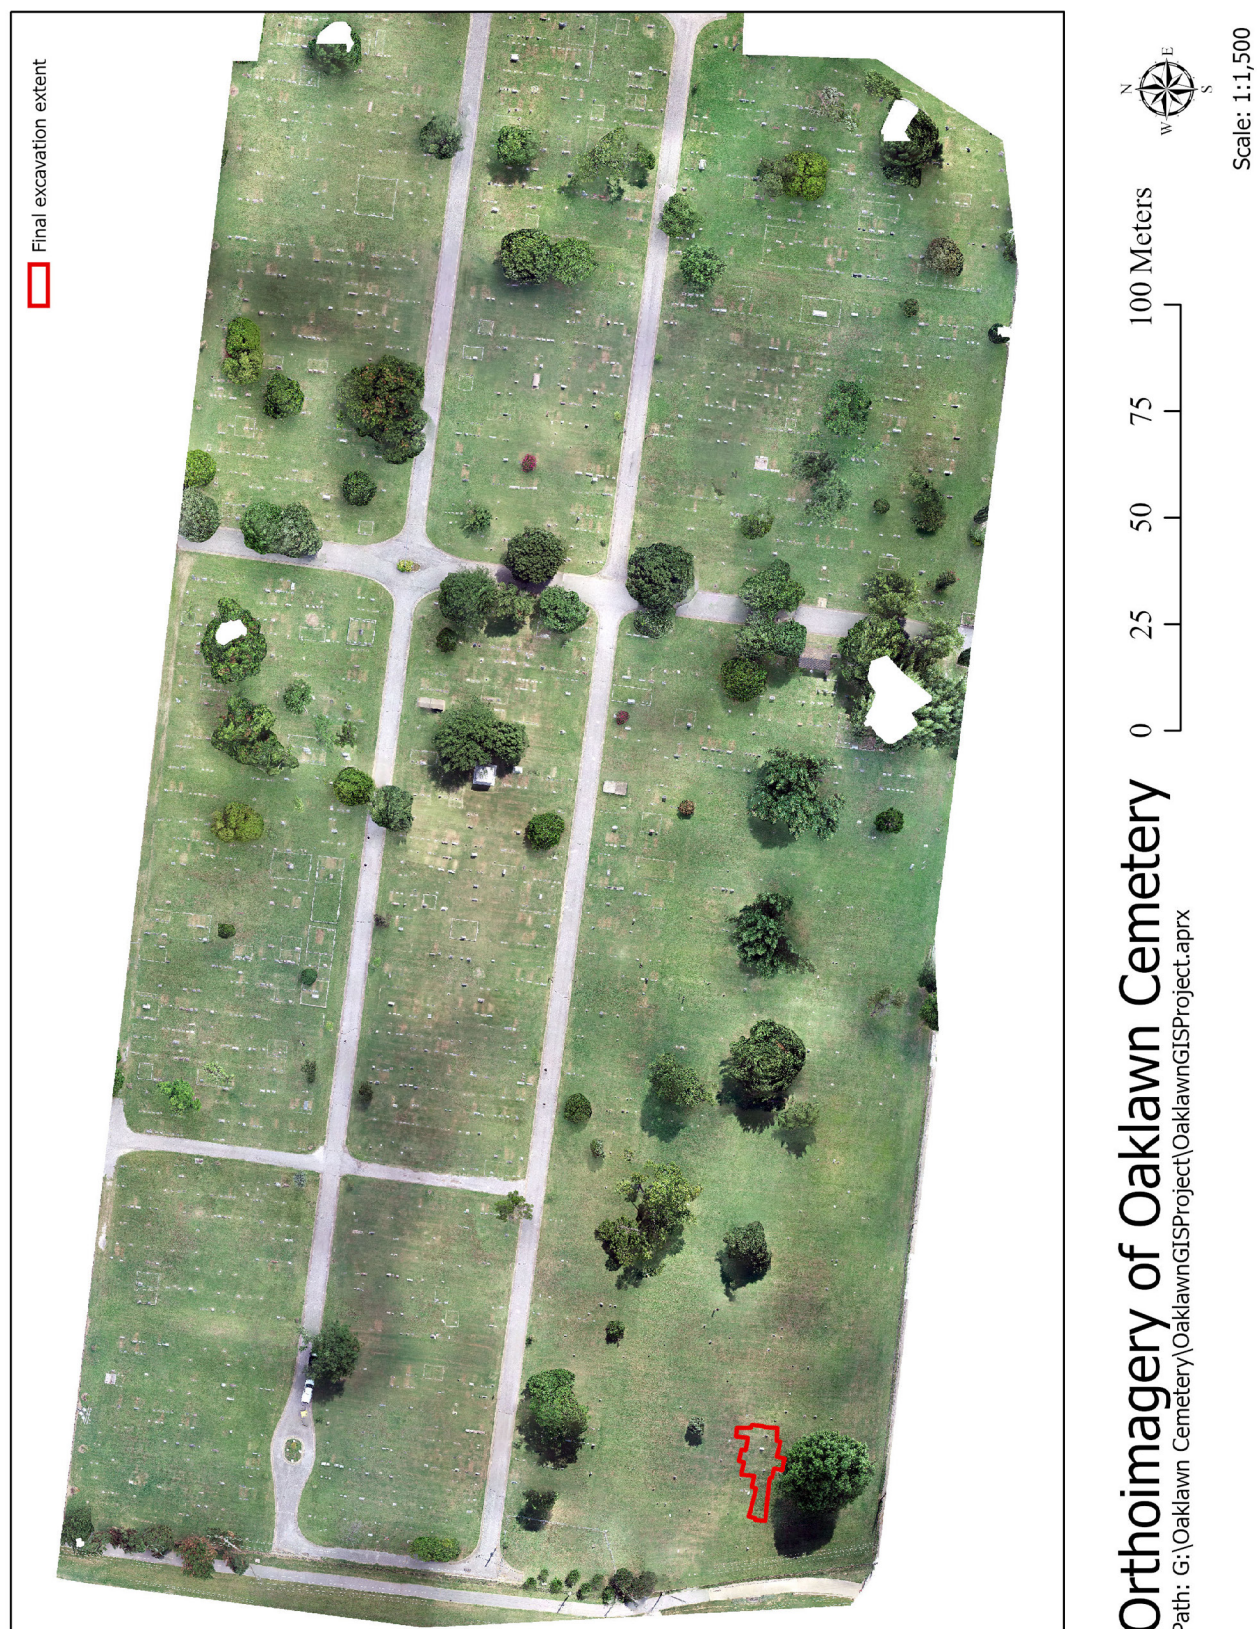 Final excavation extent
N
E
S
W
Scale: 1:1,500
0 25 50 75 100 Meters
Orthoimagery of Oaklawn Cemetery
Path: G:\Oaklawn Cemetery\OaklawnGISProject\OaklawnGISProject.aprx